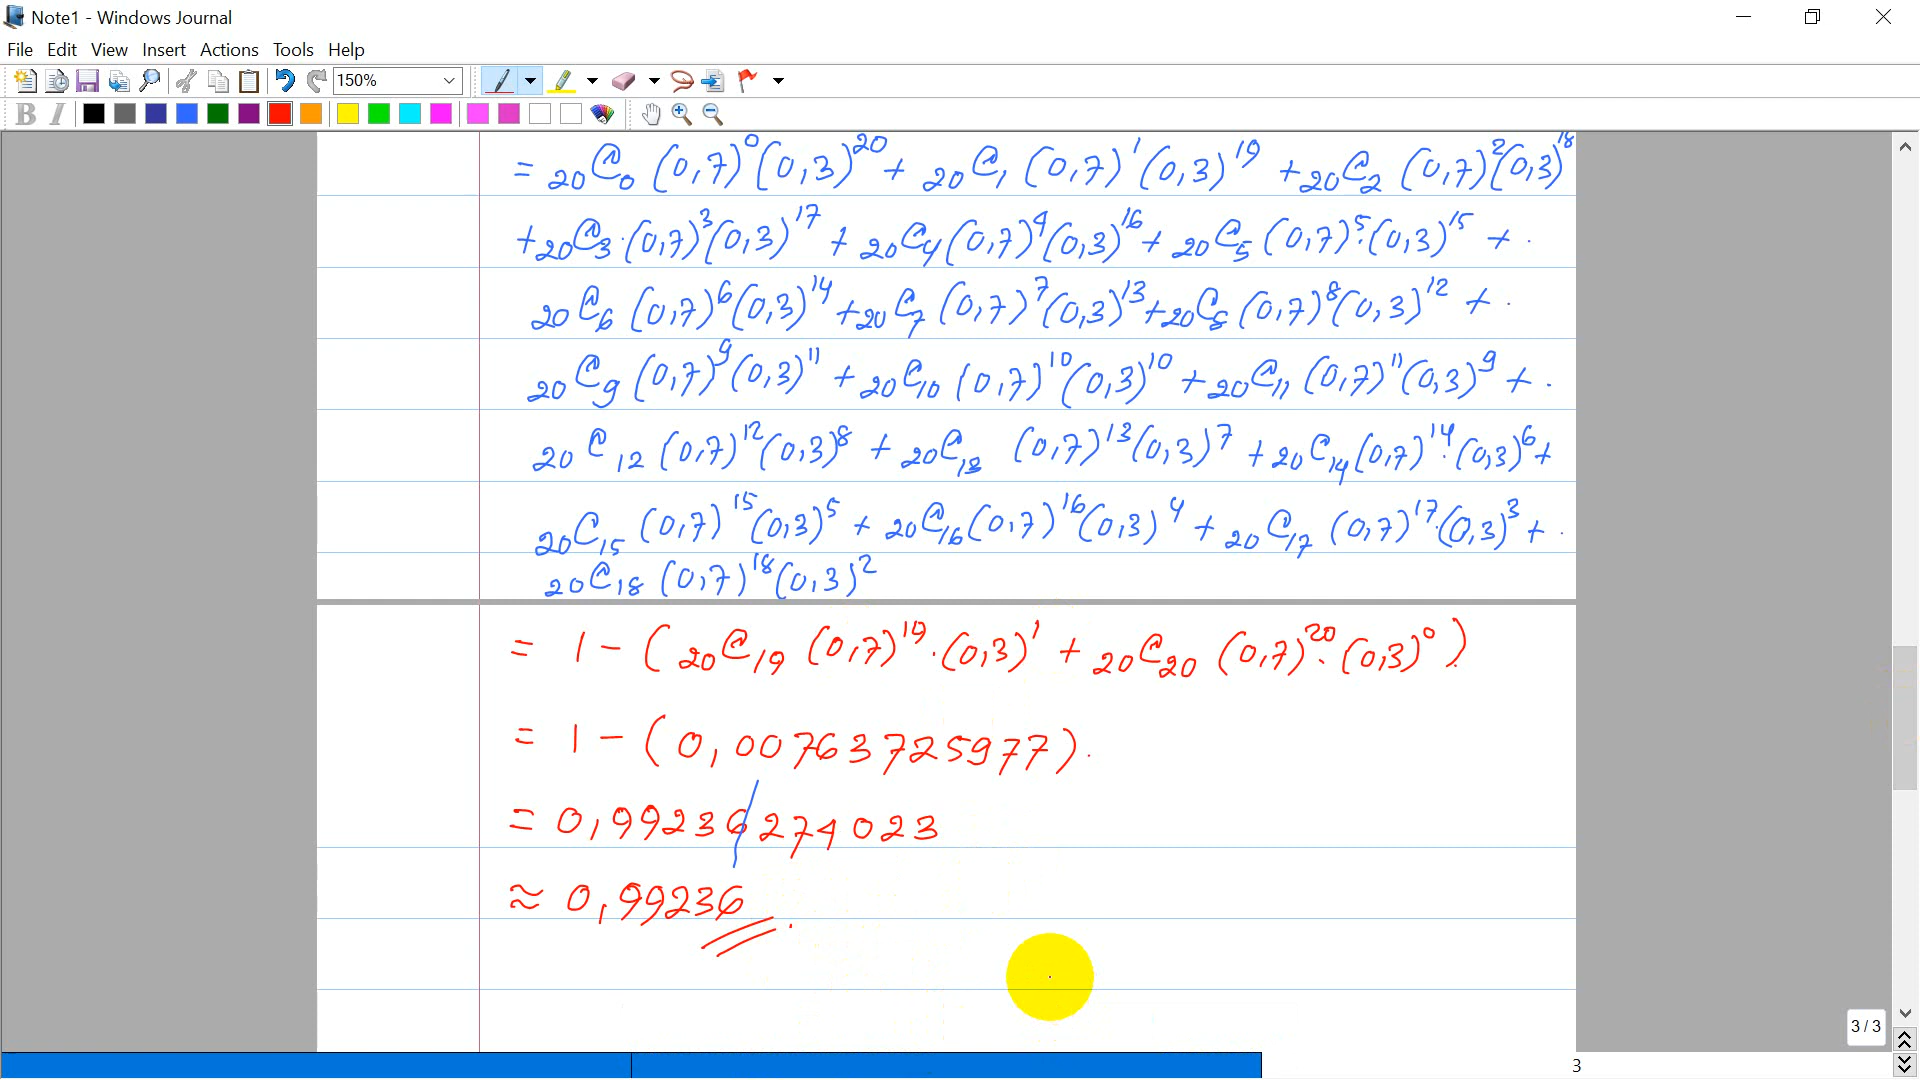 Note1 - Windows Journal
File Edit View Insert Actions Tools Help
150%
B I
= ₂₀C₀ (0,7)⁰(0,3)²⁰ + ₂₀C₁ (0,7)¹(0,3)¹⁹ + ₂₀C₂ (0,7)²(0,3)¹⁸
+ ₂₀C₃·(0,7)³(0,3)¹⁷ + ₂₀C₄(0,7)⁴(0,3)¹⁶ + ₂₀C₅ (0,7)⁵·(0,3)¹⁵ + .
₂₀C₆ (0,7)⁶(0,3)¹⁴ + ₂₀C₇ (0,7)⁷(0,3)¹³ + ₂₀C₈ (0,7)⁸(0,3)¹² + .
₂₀C₉ (0,7)⁹(0,3)¹¹ + ₂₀C₁₀ (0,7)¹⁰(0,3)¹⁰ + ₂₀C₁₁ (0,7)¹¹(0,3)⁹ + .
₂₀C₁₂ (0,7)¹²(0,3)⁸ + ₂₀C₁₃ (0,7)¹³(0,3)⁷ + ₂₀C₁₄(0,7)¹⁴·(0,3)⁶ +
₂₀C₁₅ (0,7)¹⁵(0,3)⁵ + ₂₀C₁₆(0,7)¹⁶(0,3)⁴ + ₂₀C₁₇ (0,7)¹⁷·(0,3)³ + .
₂₀C₁₈ (0,7)¹⁸(0,3)²
= 1 - (₂₀C₁₉ (0,7)¹⁹·(0,3)¹ + ₂₀C₂₀ (0,7)²⁰·(0,3)⁰).
= 1 - (0,00763725977).
= 0,99236274023
≈ 0,99236.
3 / 3
3